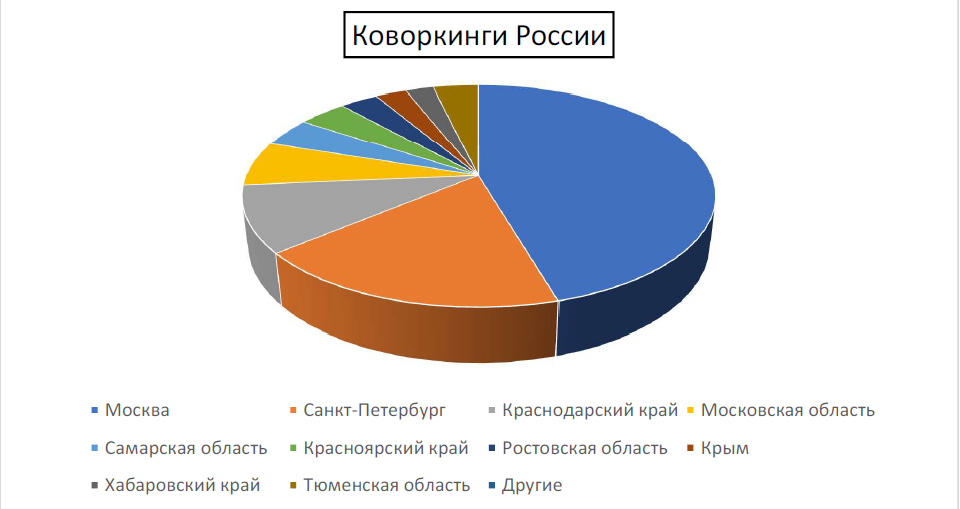 Коворкинги России
Москва Санкт-Петербург Краснодарский край Московская область
Самарская область Красноярский край Ростовская область Крым
Хабаровский край Тюменская область Другие